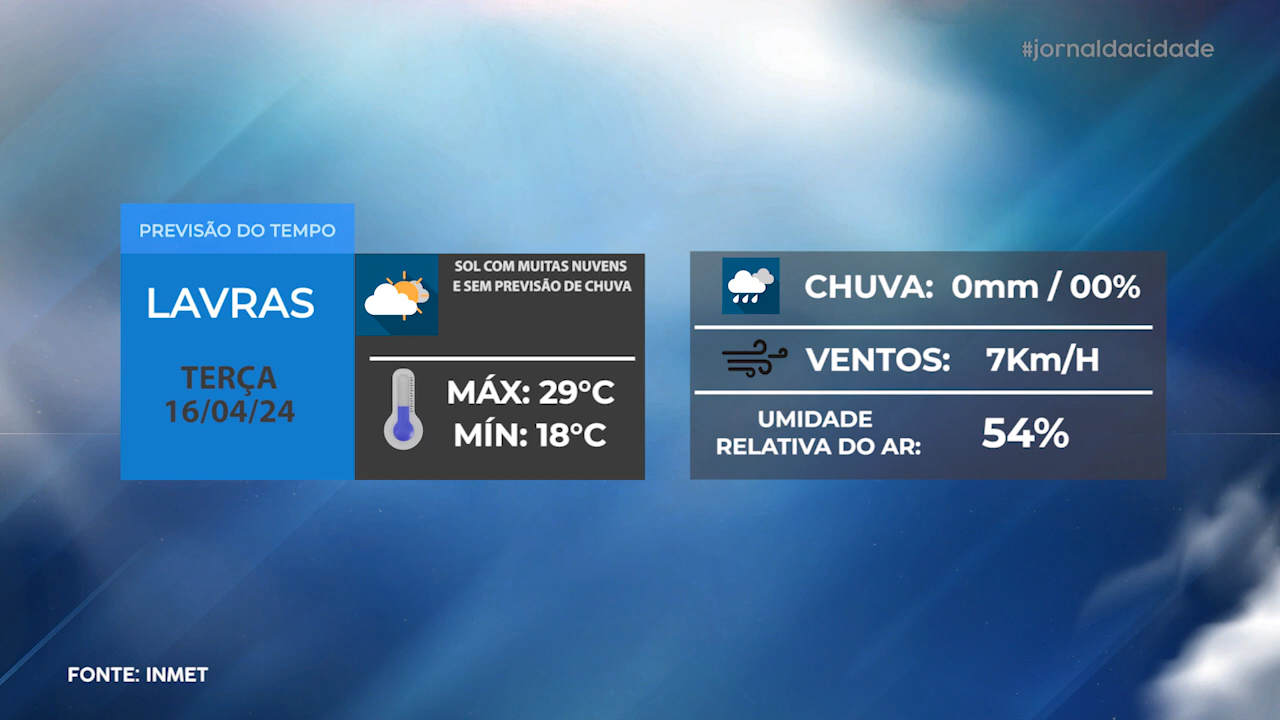 #jornaldacidade
PREVISÃO DO TEMPO
LAVRAS
TERÇA
16/04/24
SOL COM MUITAS NUVENS
E SEM PREVISÃO DE CHUVA
MÁX: 29°C
MÍN: 18°C
CHUVA: 0mm / 00%
VENTOS: 7Km/H
UMIDADE
RELATIVA DO AR: 54%
FONTE: INMET